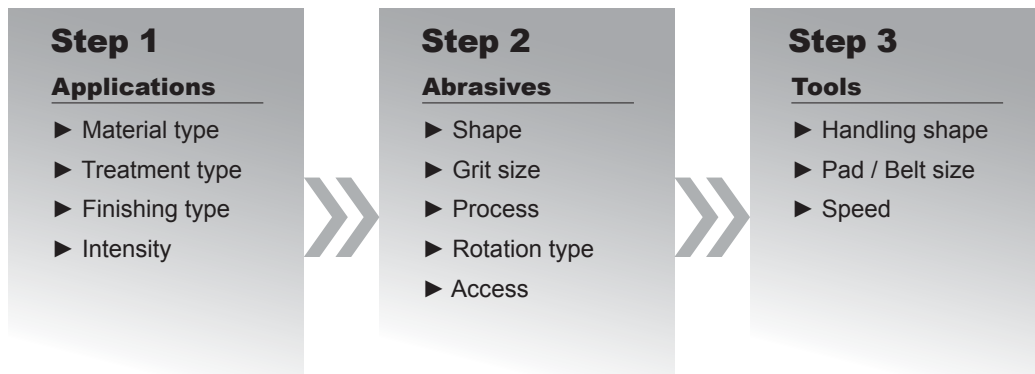 Step 1
Applications
► Material type
► Treatment type
► Finishing type
► Intensity
Step 2
Abrasives
► Shape
► Grit size
► Process
► Rotation type
► Access
Step 3
Tools
► Handling shape
► Pad / Belt size
► Speed